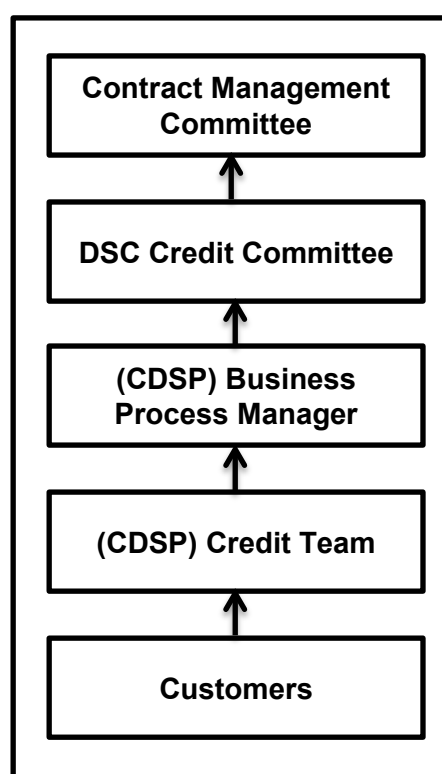 Contract Management
Committee
DSC Credit Committee
(CDSP) Business
Process Manager
(CDSP) Credit Team
Customers